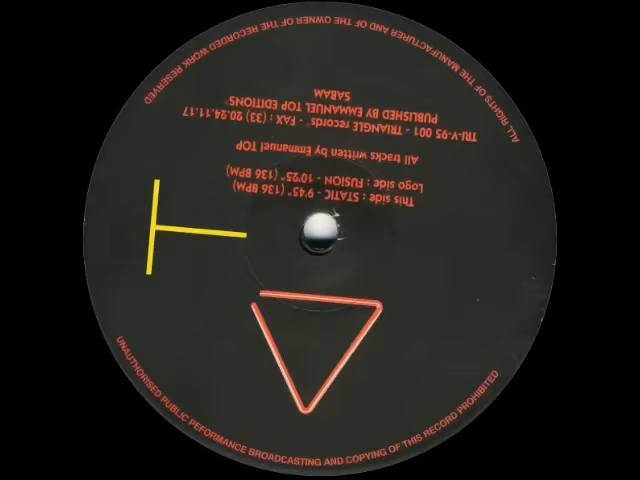 This side : STATIC - 9'45" (136 BPM)
Logo side : FUSION - 10'25" (136 BPM)
All tracks written by Emmanuel TOP
TRI-V-95 001 - TRIANGLE records" - FAX : (33) 20.24.11.17
PUBLISHED BY EMMANUEL TOP EDITIONS"
SABAM
ALL RIGHTS OF THE MANUFACTURER AND OF THE OWNER OF THE RECORDED WORK RESERVED
UNAUTHORISED PUBLIC PEFORMANCE BROADCASTING AND COPYING OF THIS RECORD PROHIBITED